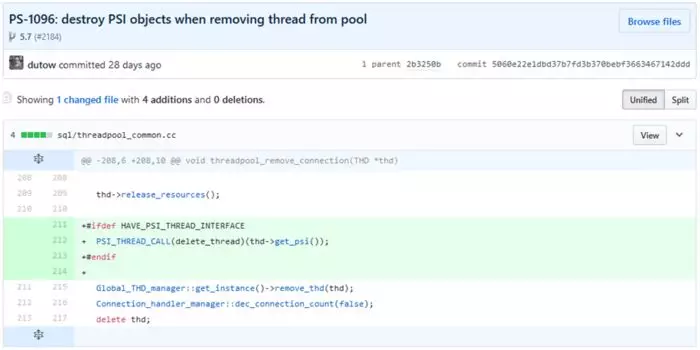 PS-1096: destroy PSI objects when removing thread from pool
Browse files
5.7 (#2184)
dutow committed 28 days ago
1 parent 2b3250b commit 5060e22e1dbd37b7fd3b370bebf3663467142ddd
Showing 1 changed file with 4 additions and 0 deletions.
Unified Split
4 sql/threadpool_common.cc
View
@@ -208,6 +208,10 @@ void threadpool_remove_connection(THD *thd)
208 208
209 209 thd->release_resources();
210 210
211 +#ifdef HAVE_PSI_THREAD_INTERFACE
212 + PSI_THREAD_CALL(delete_thread)(thd->get_psi());
213 +#endif
214 +
211 215 Global_THD_manager::get_instance()->remove_thd(thd);
212 216 Connection_handler_manager::dec_connection_count(false);
213 217 delete thd;